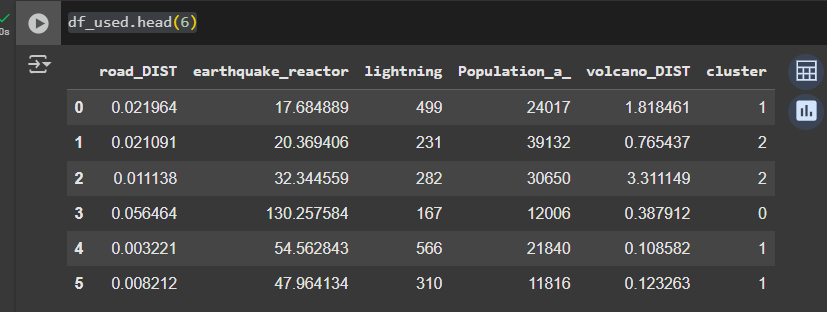 df_used.head(6)
0s
road_DIST earthquake_reactor lightning Population_a_ volcano_DIST cluster
0 0.021964 17.684889 499 24017 1.818461 1
1 0.021091 20.369406 231 39132 0.765437 2
2 0.011138 32.344559 282 30650 3.311149 2
3 0.056464 130.257584 167 12006 0.387912 0
4 0.003221 54.562843 566 21840 0.108582 1
5 0.008212 47.964134 310 11816 0.123263 1